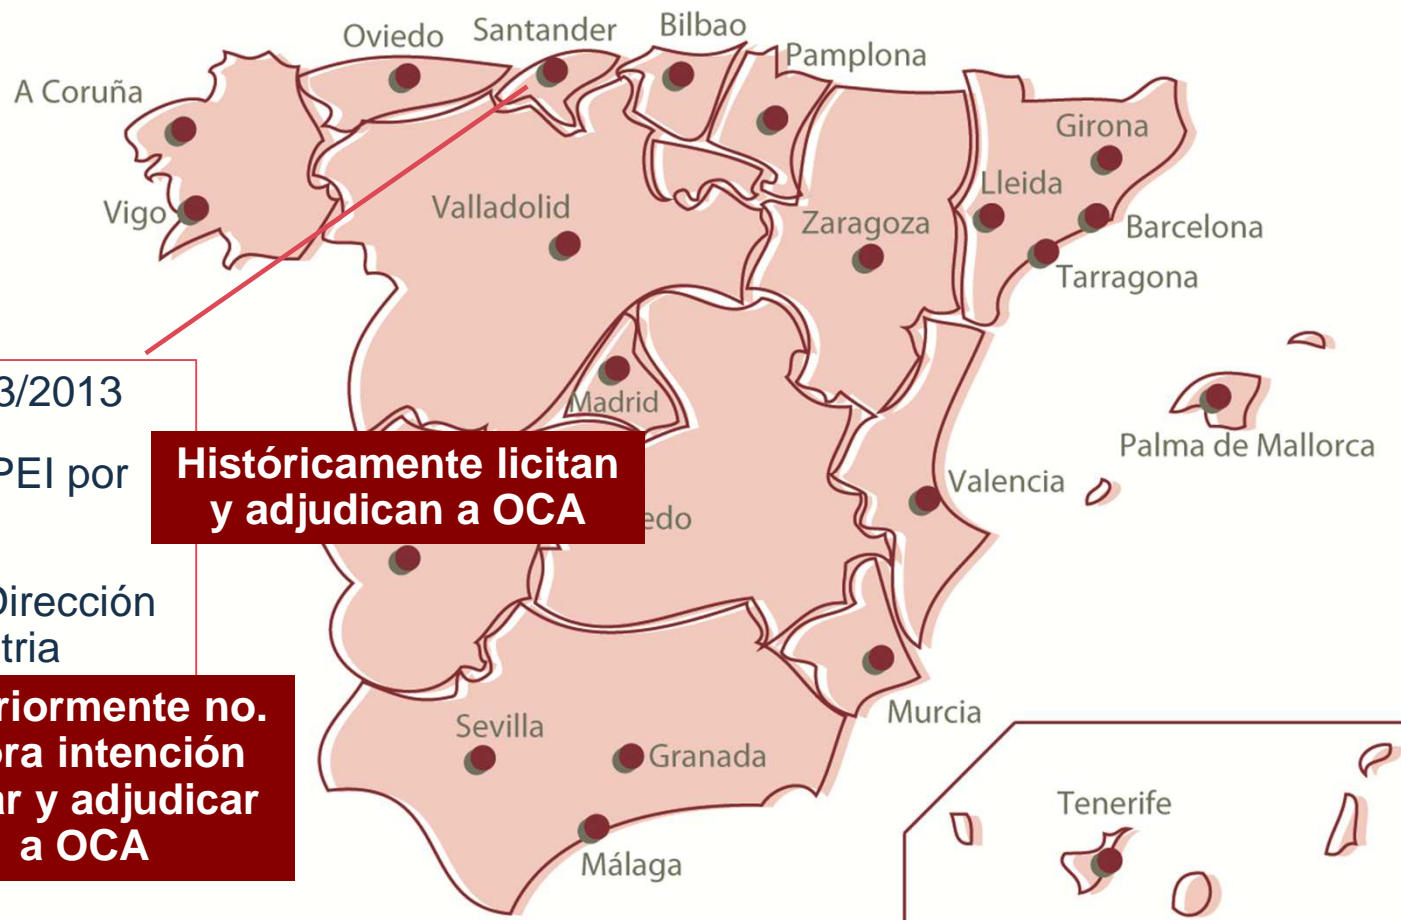 Oviedo
Santander
Bilbao
Pamplona
A Coruña
Girona
Lleida
Vigo
Valladolid
Zaragoza
Barcelona
Tarragona
3/2013
Madrid
PEI por
Históricamente licitan
y adjudican a OCA
Palma de Mallorca
Valencia
edo
Dirección
tria
riormente no.
ora intención
ar y adjudicar
a OCA
Murcia
Sevilla
Granada
Málaga
Tenerife